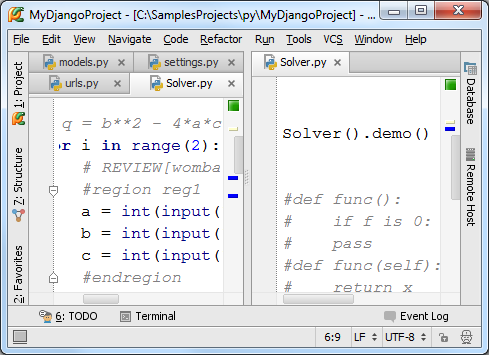 MyDjangoProject - [C:\SamplesProjects\py\MyDjangoProject] - ...
File Edit View Navigate Code Refactor Run Tools VCS Window Help
models.py settings.py
urls.py Solver.py
Solver.py
1: Project
7: Structure
2: Favorites
q = b**2 - 4*a*c
or i in range(2):
# REVIEW[womba
#region reg1
a = int(input(
b = int(input(
c = int(input(
#endregion
Solver().demo()
#def func():
#    if f is 0:
#    pass
#def func(self):
#    return x
Database
Remote Host
6: TODO Terminal Event Log
6:9 LF UTF-8